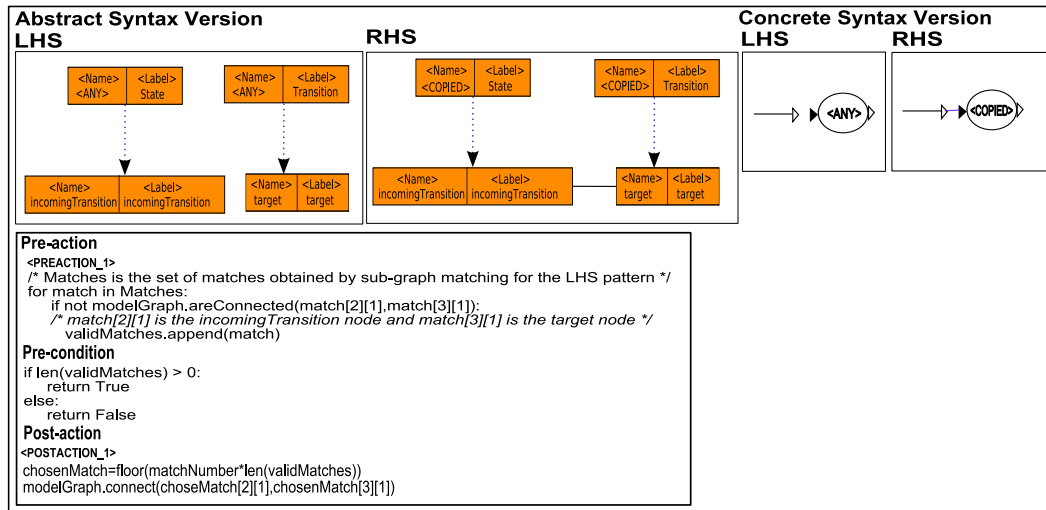 Abstract Syntax Version
LHS
RHS
<Name> <Label>
<ANY> State
<Name> <Label>
<ANY> Transition
<Name> <Label>
incomingTransition incomingTransition
<Name> <Label>
target target
<Name> <Label>
<COPIED> State
<Name> <Label>
<COPIED> Transition
<Name> <Label>
incomingTransition incomingTransition
<Name> <Label>
target target
Concrete Syntax Version
LHS
RHS
<ANY>
<COPIED>
Pre-action
<PREACTION_1>
/* Matches is the set of matches obtained by sub-graph matching for the LHS pattern */
for match in Matches:
if not modelGraph.areConnected(match[2][1],match[3][1]):
/* match[2][1] is the incomingTransition node and match[3][1] is the target node */
validMatches.append(match)
Pre-condition
if len(validMatches) > 0:
return True
else:
return False
Post-action
<POSTACTION_1>
chosenMatch=floor(matchNumber*len(validMatches))
modelGraph.connect(choseMatch[2][1],chosenMatch[3][1])